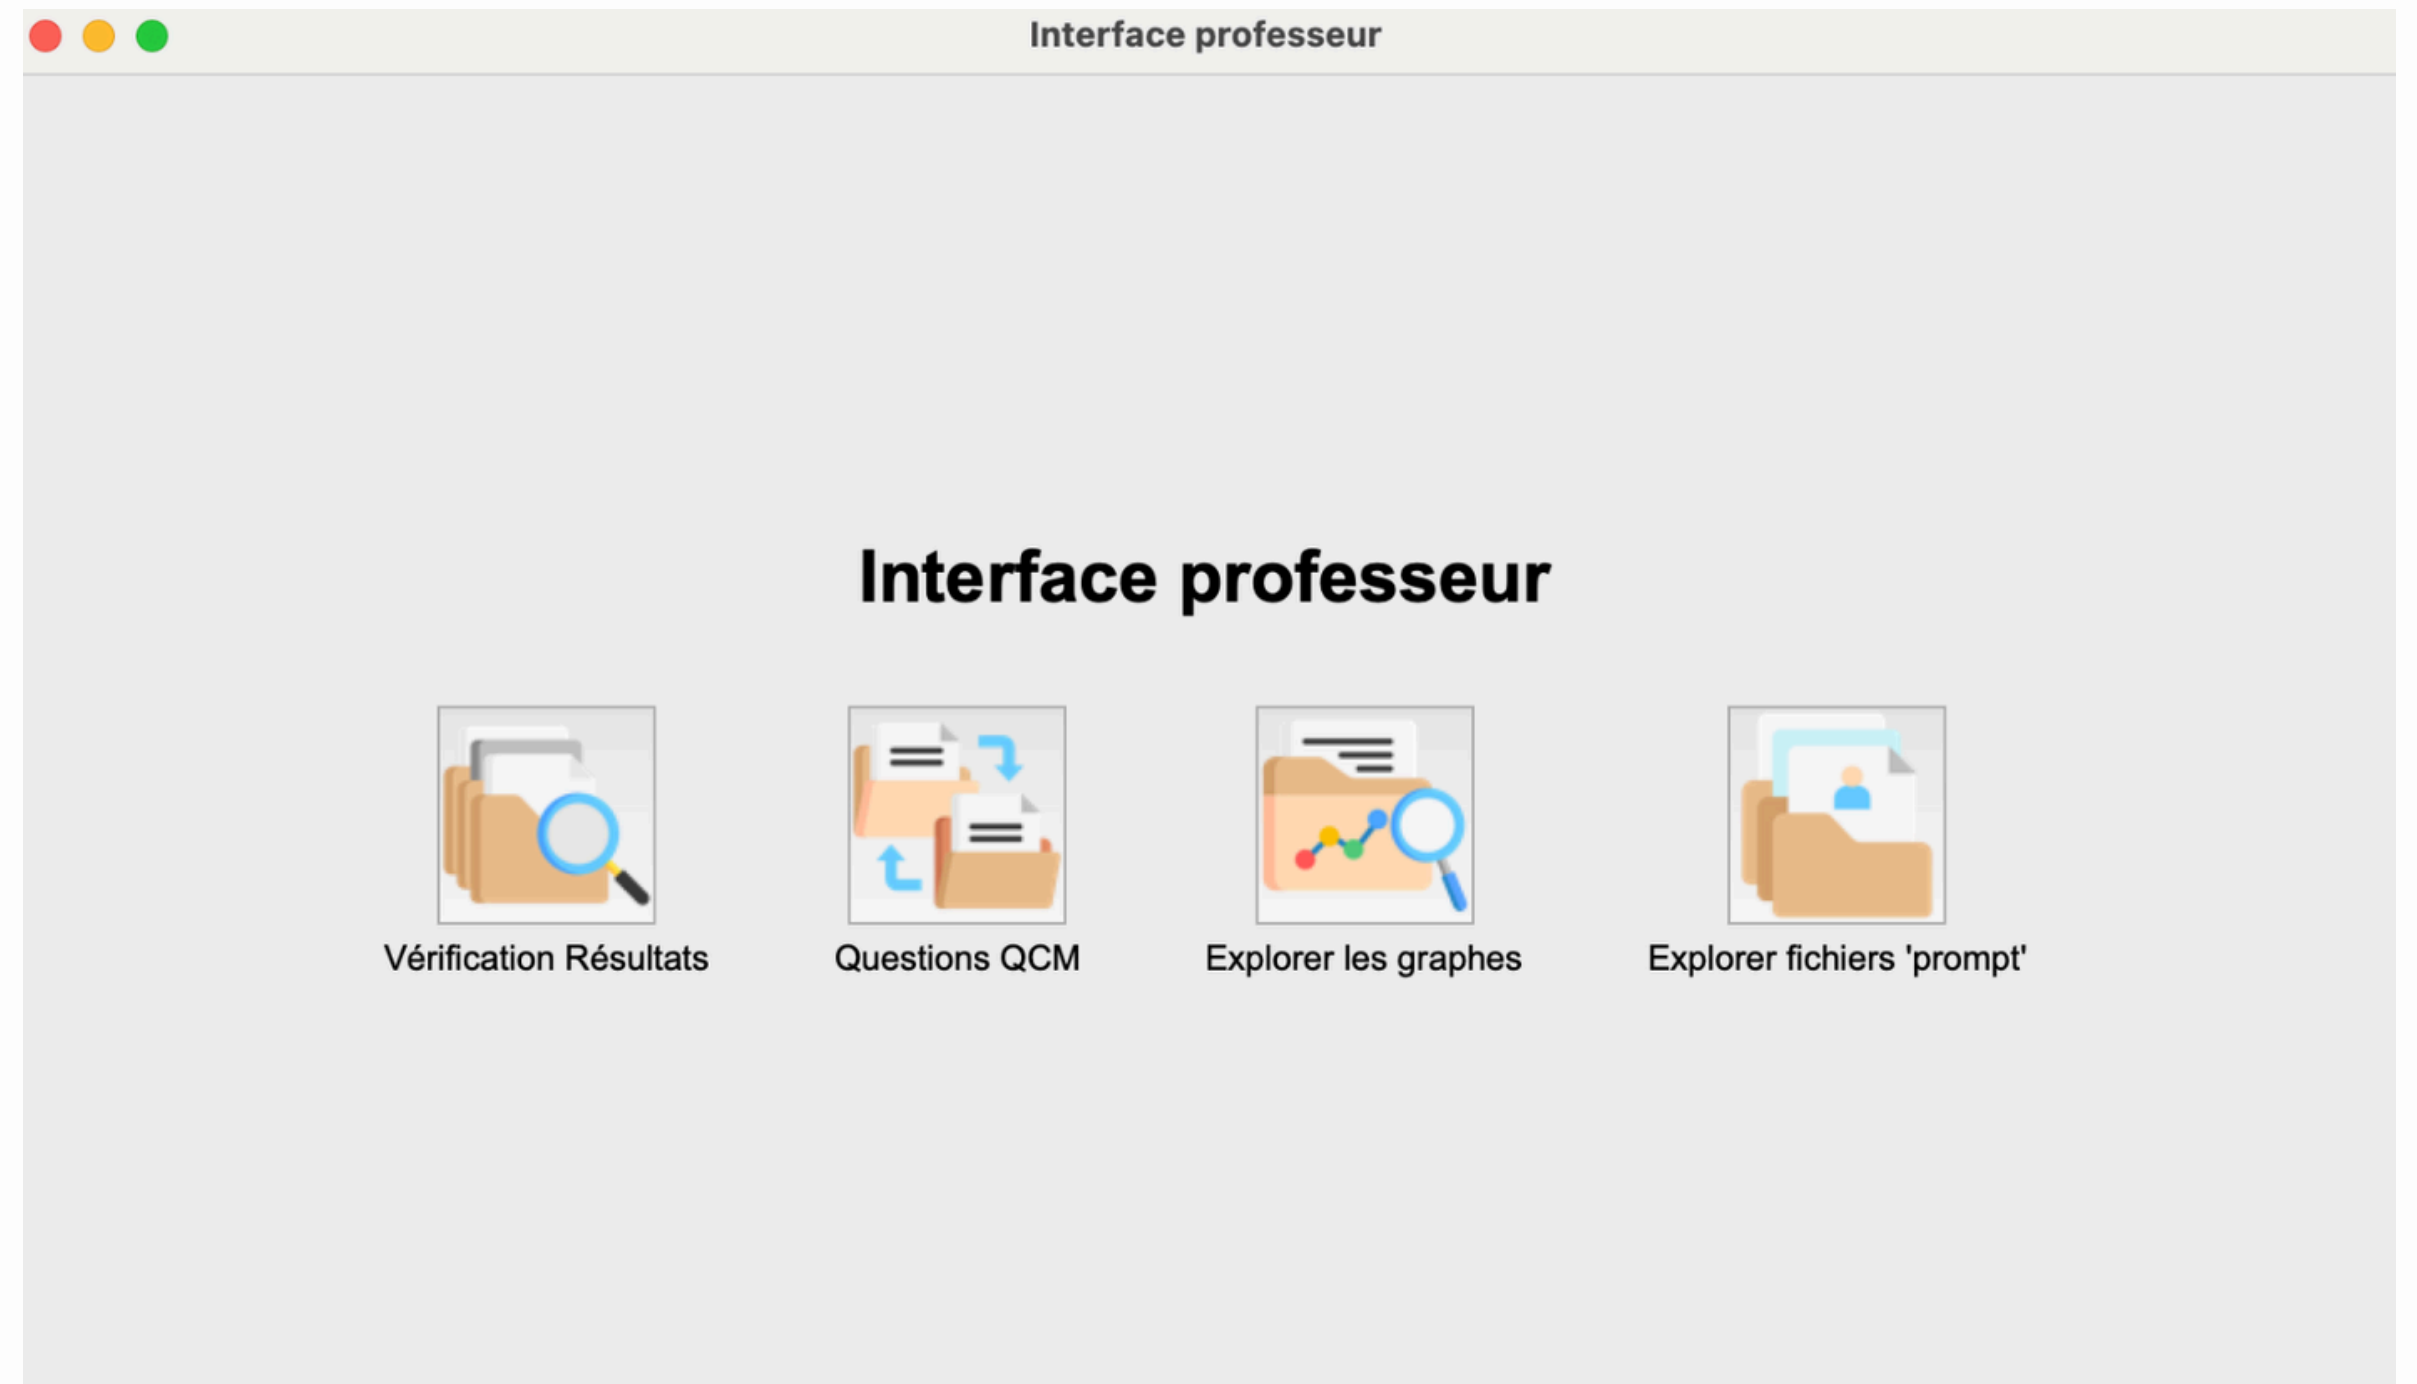 Interface professeur
Interface professeur
Vérification Résultats
Questions QCM
Explorer les graphes
Explorer fichiers 'prompt'